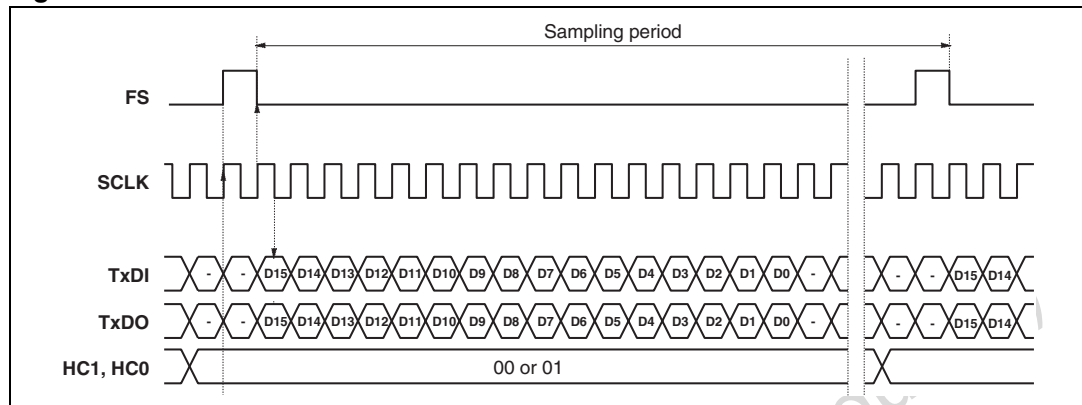 Sampling period
FS
SCLK
TxDI - - D15 D14 D13 D12 D11 D10 D9 D8 D7 D6 D5 D4 D3 D2 D1 D0 - - - D15 D14
TxDO - - D15 D14 D13 D12 D11 D10 D9 D8 D7 D6 D5 D4 D3 D2 D1 D0 - - - D15 D14
HC1, HC0 00 or 01